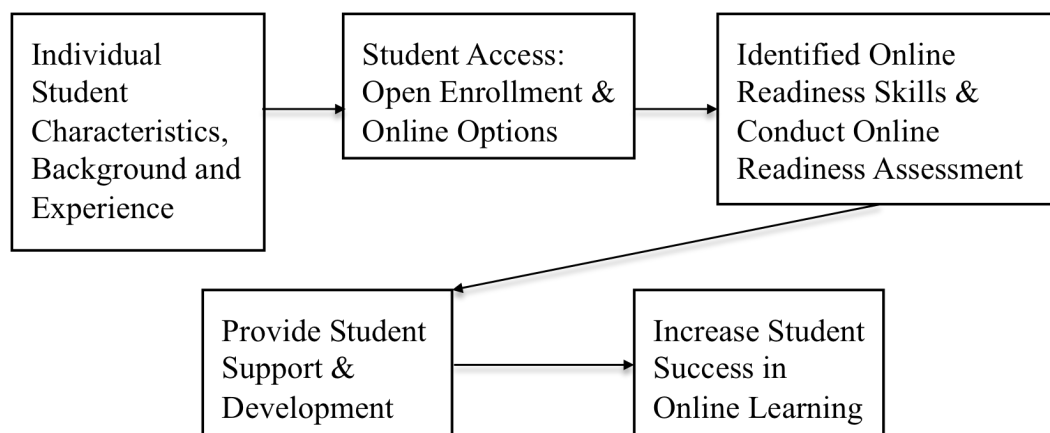 Individual
Student
Characteristics,
Background and
Experience
Student Access:
Open Enrollment &
Online Options
Identified Online
Readiness Skills &
Conduct Online
Readiness Assessment
Provide Student
Support &
Development
Increase Student
Success in
Online Learning